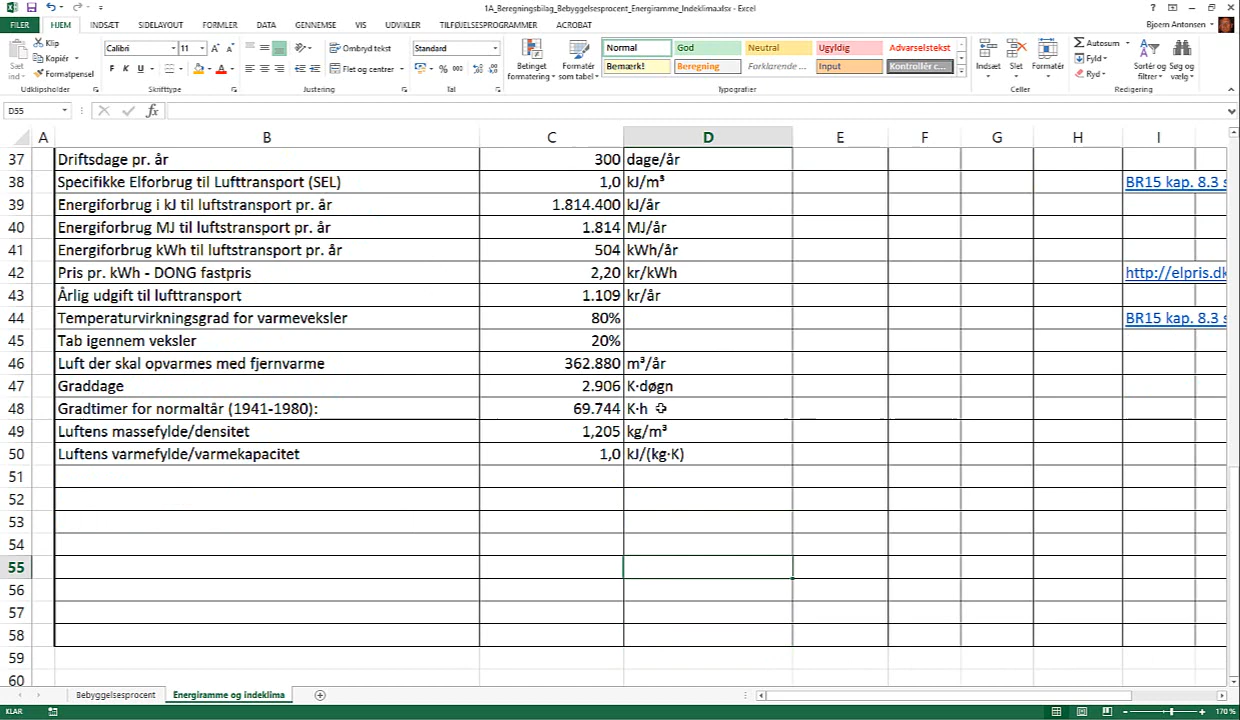 1A_Beregningsbilag_Bebyggelsesprocent_Energiramme_Indeklima.xlsx - Excel
FILER HJEM INDSÆT SIDELAYOUT FORMLER DATA GENNEMSE VIS UDVIKLER TILFØJELSESPROGRAMMER ACROBAT Bjørn Antonsen
Sæt ind
Klip
Kopiér
Formatpensel
Udklipsholder
Calibri 11
F K U
Skrifttype
Ombryd tekst
Flet og centrer
Justering
Standard
% 000
Tal
Betinget formatering
Formatér som tabel
Normal God Neutral Ugyldig Advarselstekst
Bemærk! Beregning Forklarende ... Input Kontrollér c...
Typografier
Indsæt Slet Formatér
Celler
Autosum
Fyld
Ryd
Sortér og filtrer
Søg og vælg
Redigering
D55 fx
A B C D E F G H I
37 Driftsdage pr. år 300 dage/år
38 Specifikke Elforbrug til Lufttransport (SEL) 1,0 kJ/m³ BR15 kap. 8.3 s
39 Energiforbrug i kJ til luftstransport pr. år 1.814.400 kJ/år
40 Energiforbrug MJ til luftstransport pr. år 1.814 MJ/år
41 Energiforbrug kWh til luftstransport pr. år 504 kWh/år
42 Pris pr. kWh - DONG fastpris 2,20 kr/kWh http://elpris.dk
43 Årlig udgift til lufttransport 1.109 kr/år
44 Temperaturvirkningsgrad for varmeveksler 80% BR15 kap. 8.3 s
45 Tab igennem veksler 20%
46 Luft der skal opvarmes med fjernvarme 362.880 m³/år
47 Graddage 2.906 K·døgn
48 Gradtimer for normaltår (1941-1980): 69.744 K·h
49 Luftens massefylde/densitet 1,205 kg/m³
50 Luftens varmefylde/varmekapacitet 1,0 kJ/(kg·K)
51
52
53
54
55
56
57
58
59
60
Bebyggelsesprocent Energiramme og indeklima
KLAR 170 %